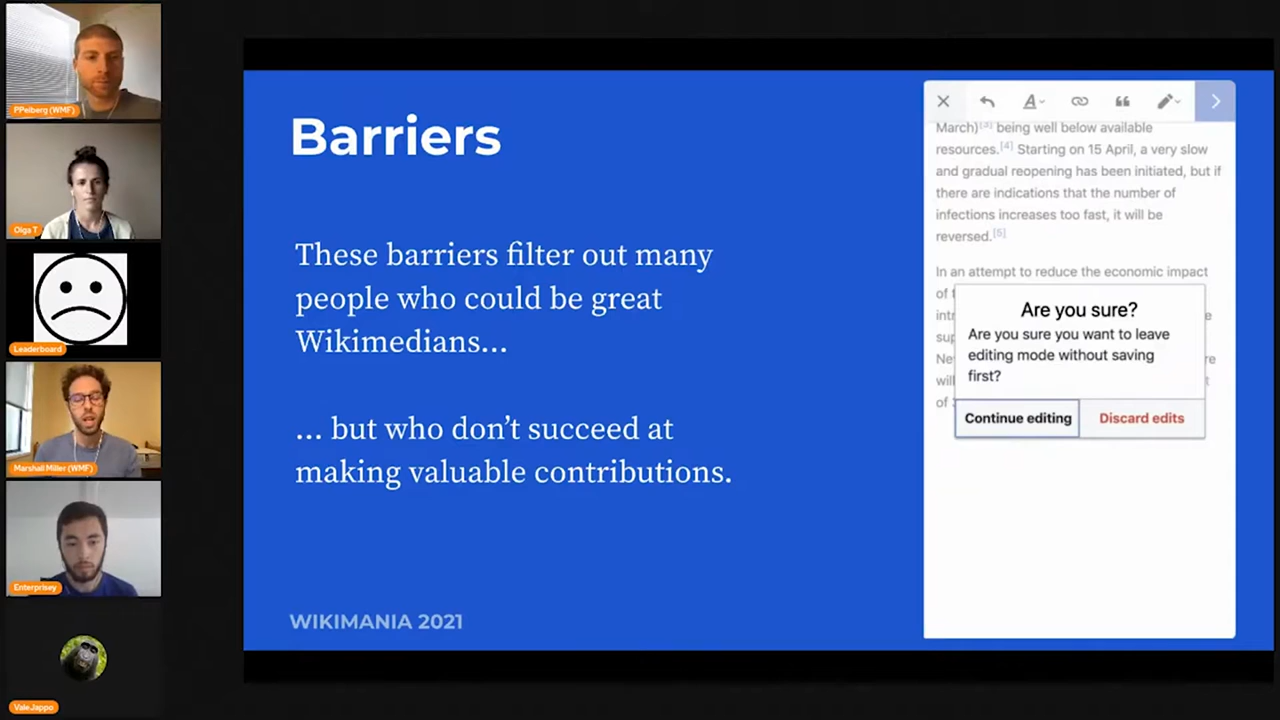 PPelberg (WMF)
Olga T
Leaderboard
Marshall Miller (WMF)
Enterprisey
ValeJappo
Barriers
These barriers filter out many
people who could be great
Wikimedians...
... but who don't succeed at
making valuable contributions.
WIKIMANIA 2021
March)[3] being well below available
resources.[4] Starting on 15 April, a very slow
and gradual reopening has been initiated, but if
there are indications that the number of
infections increases too fast, it will be
reversed.[5]
In an attempt to reduce the economic impact
of
Are you sure?
Are you sure you want to leave
editing mode without saving
first?
Continue editing
Discard edits